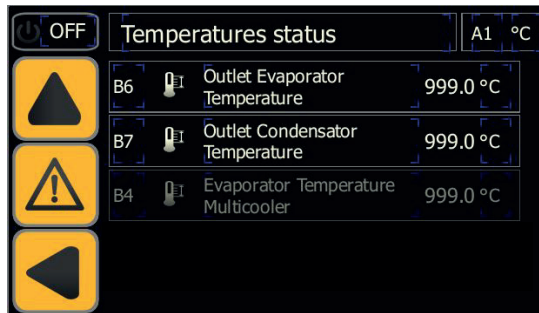 OFF
Temperatures status
A1 °C
B6
Outlet Evaporator
Temperature
999.0 °C
B7
Outlet Condensator
Temperature
999.0 °C
B4
Evaporator Temperature
Multicooler
999.0 °C